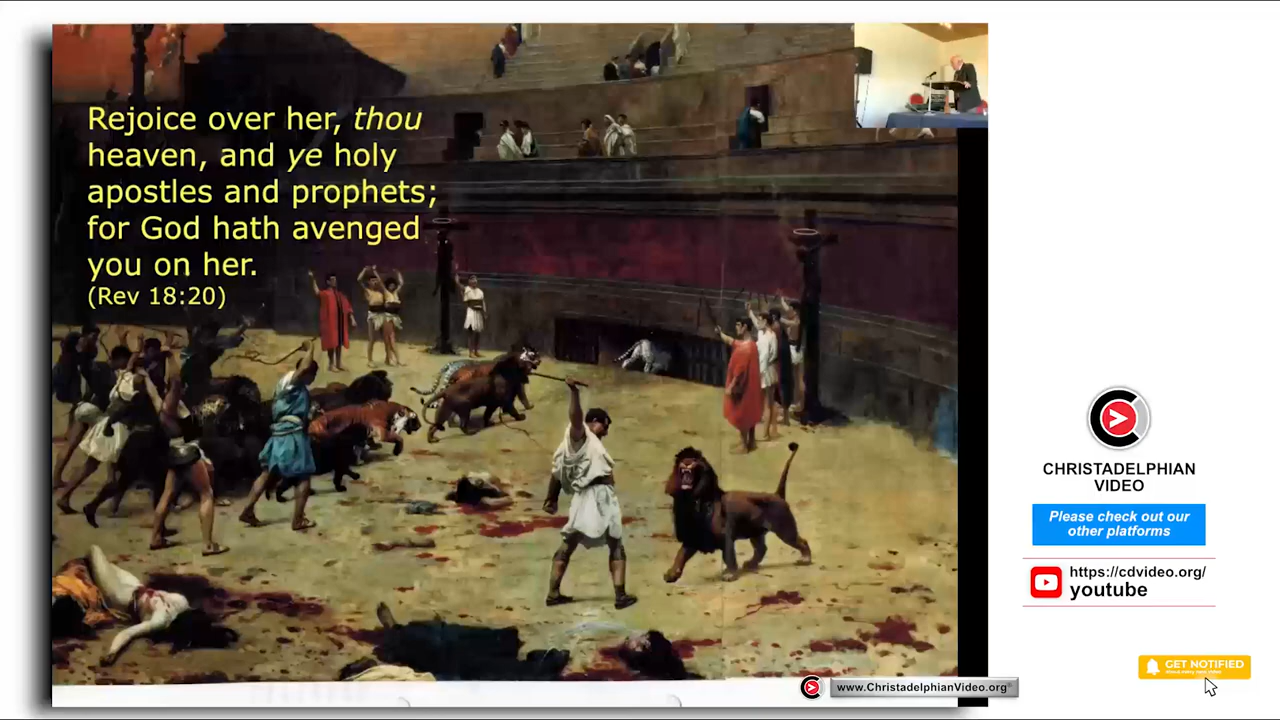 Rejoice over her, thou
heaven, and ye holy
apostles and prophets;
for God hath avenged
you on her.
(Rev 18:20)
CHRISTADELPHIAN
VIDEO
Please check out our
other platforms
https://cdvideo.org/
youtube
GET NOTIFIED
www.ChristadelphianVideo.org